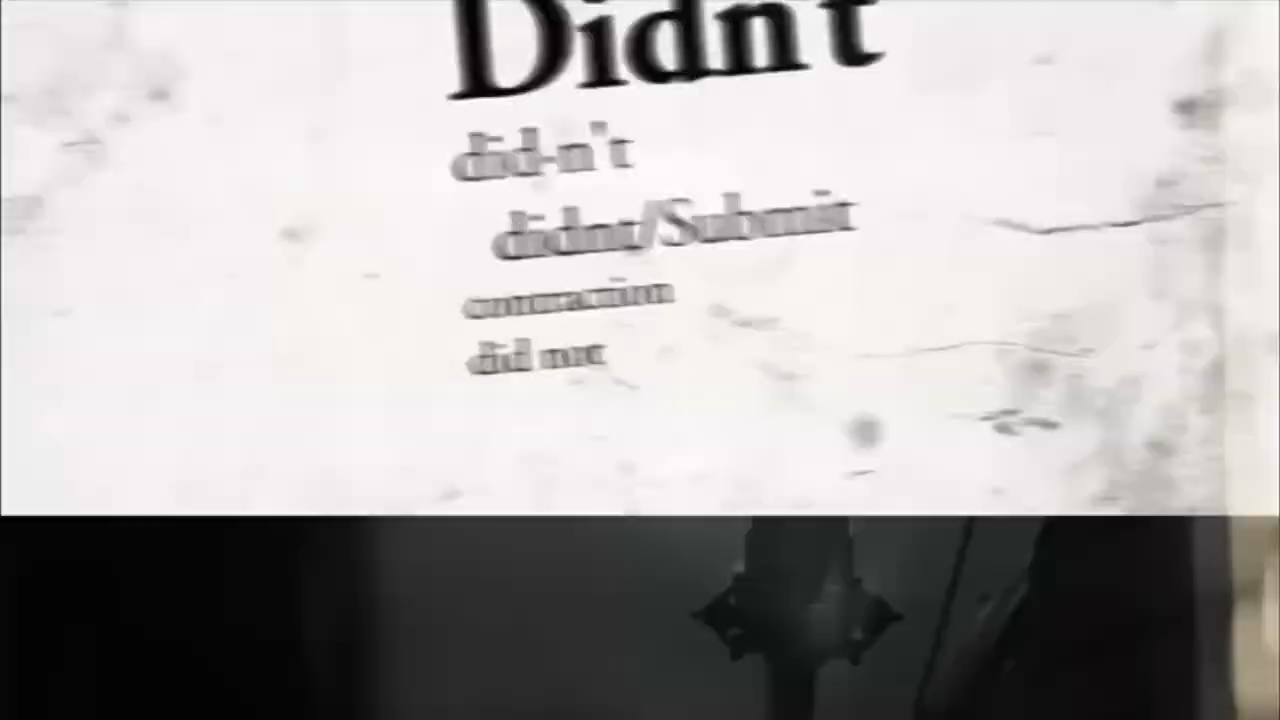 Didn't
did-n't
didnt/Submit
contraction
did not